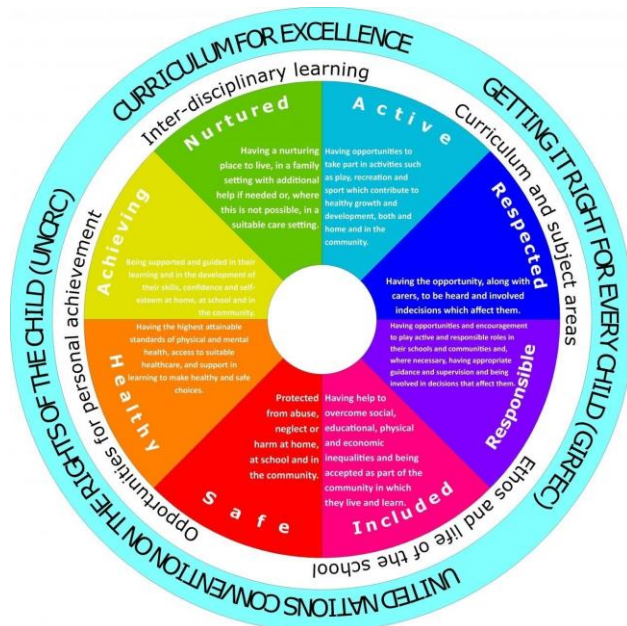 CURRICULUM FOR EXCELLENCE
GETTING IT RIGHT FOR EVERY CHILD (GIRFEC)
UNITED NATIONS CONVENTION ON THE RIGHTS OF THE CHILD (UNCRC)
Inter-disciplinary learning
Curriculum and subject areas
Ethos and life of the school
Opportunities for personal achievement
Nurtured
Having a nurturing
place to live, in a family
setting with additional
help if needed or, where
this is not possible, in a
suitable care setting.
Active
Having opportunities to
take part in activities such
as play, recreation and
sport which contribute to
healthy growth and
development, both and
home and in the
community.
Respected
Having the opportunity, along with
carers, to be heard and involved
indecisions which affect them.
Responsible
Having opportunities and encouragement
to play active and responsible roles in
their schools and communities and,
where necessary, having appropriate
guidance and supervision and being
involved in decisions that affect them.
Included
Having help to
overcome social,
educational, physical
and economic
inequalities and being
accepted as part of the
community in which
they live and learn.
Safe
Protected
from abuse,
neglect or
harm at home,
at school and in
the community.
Healthy
Having the highest attainable
standards of physical and mental
health, access to suitable
healthcare, and support in
learning to make healthy and safe
choices.
Achieving
Being supported and guided in their
learning and in the development of
their skills, confidence and self-
esteem at home, at school and in
the community.